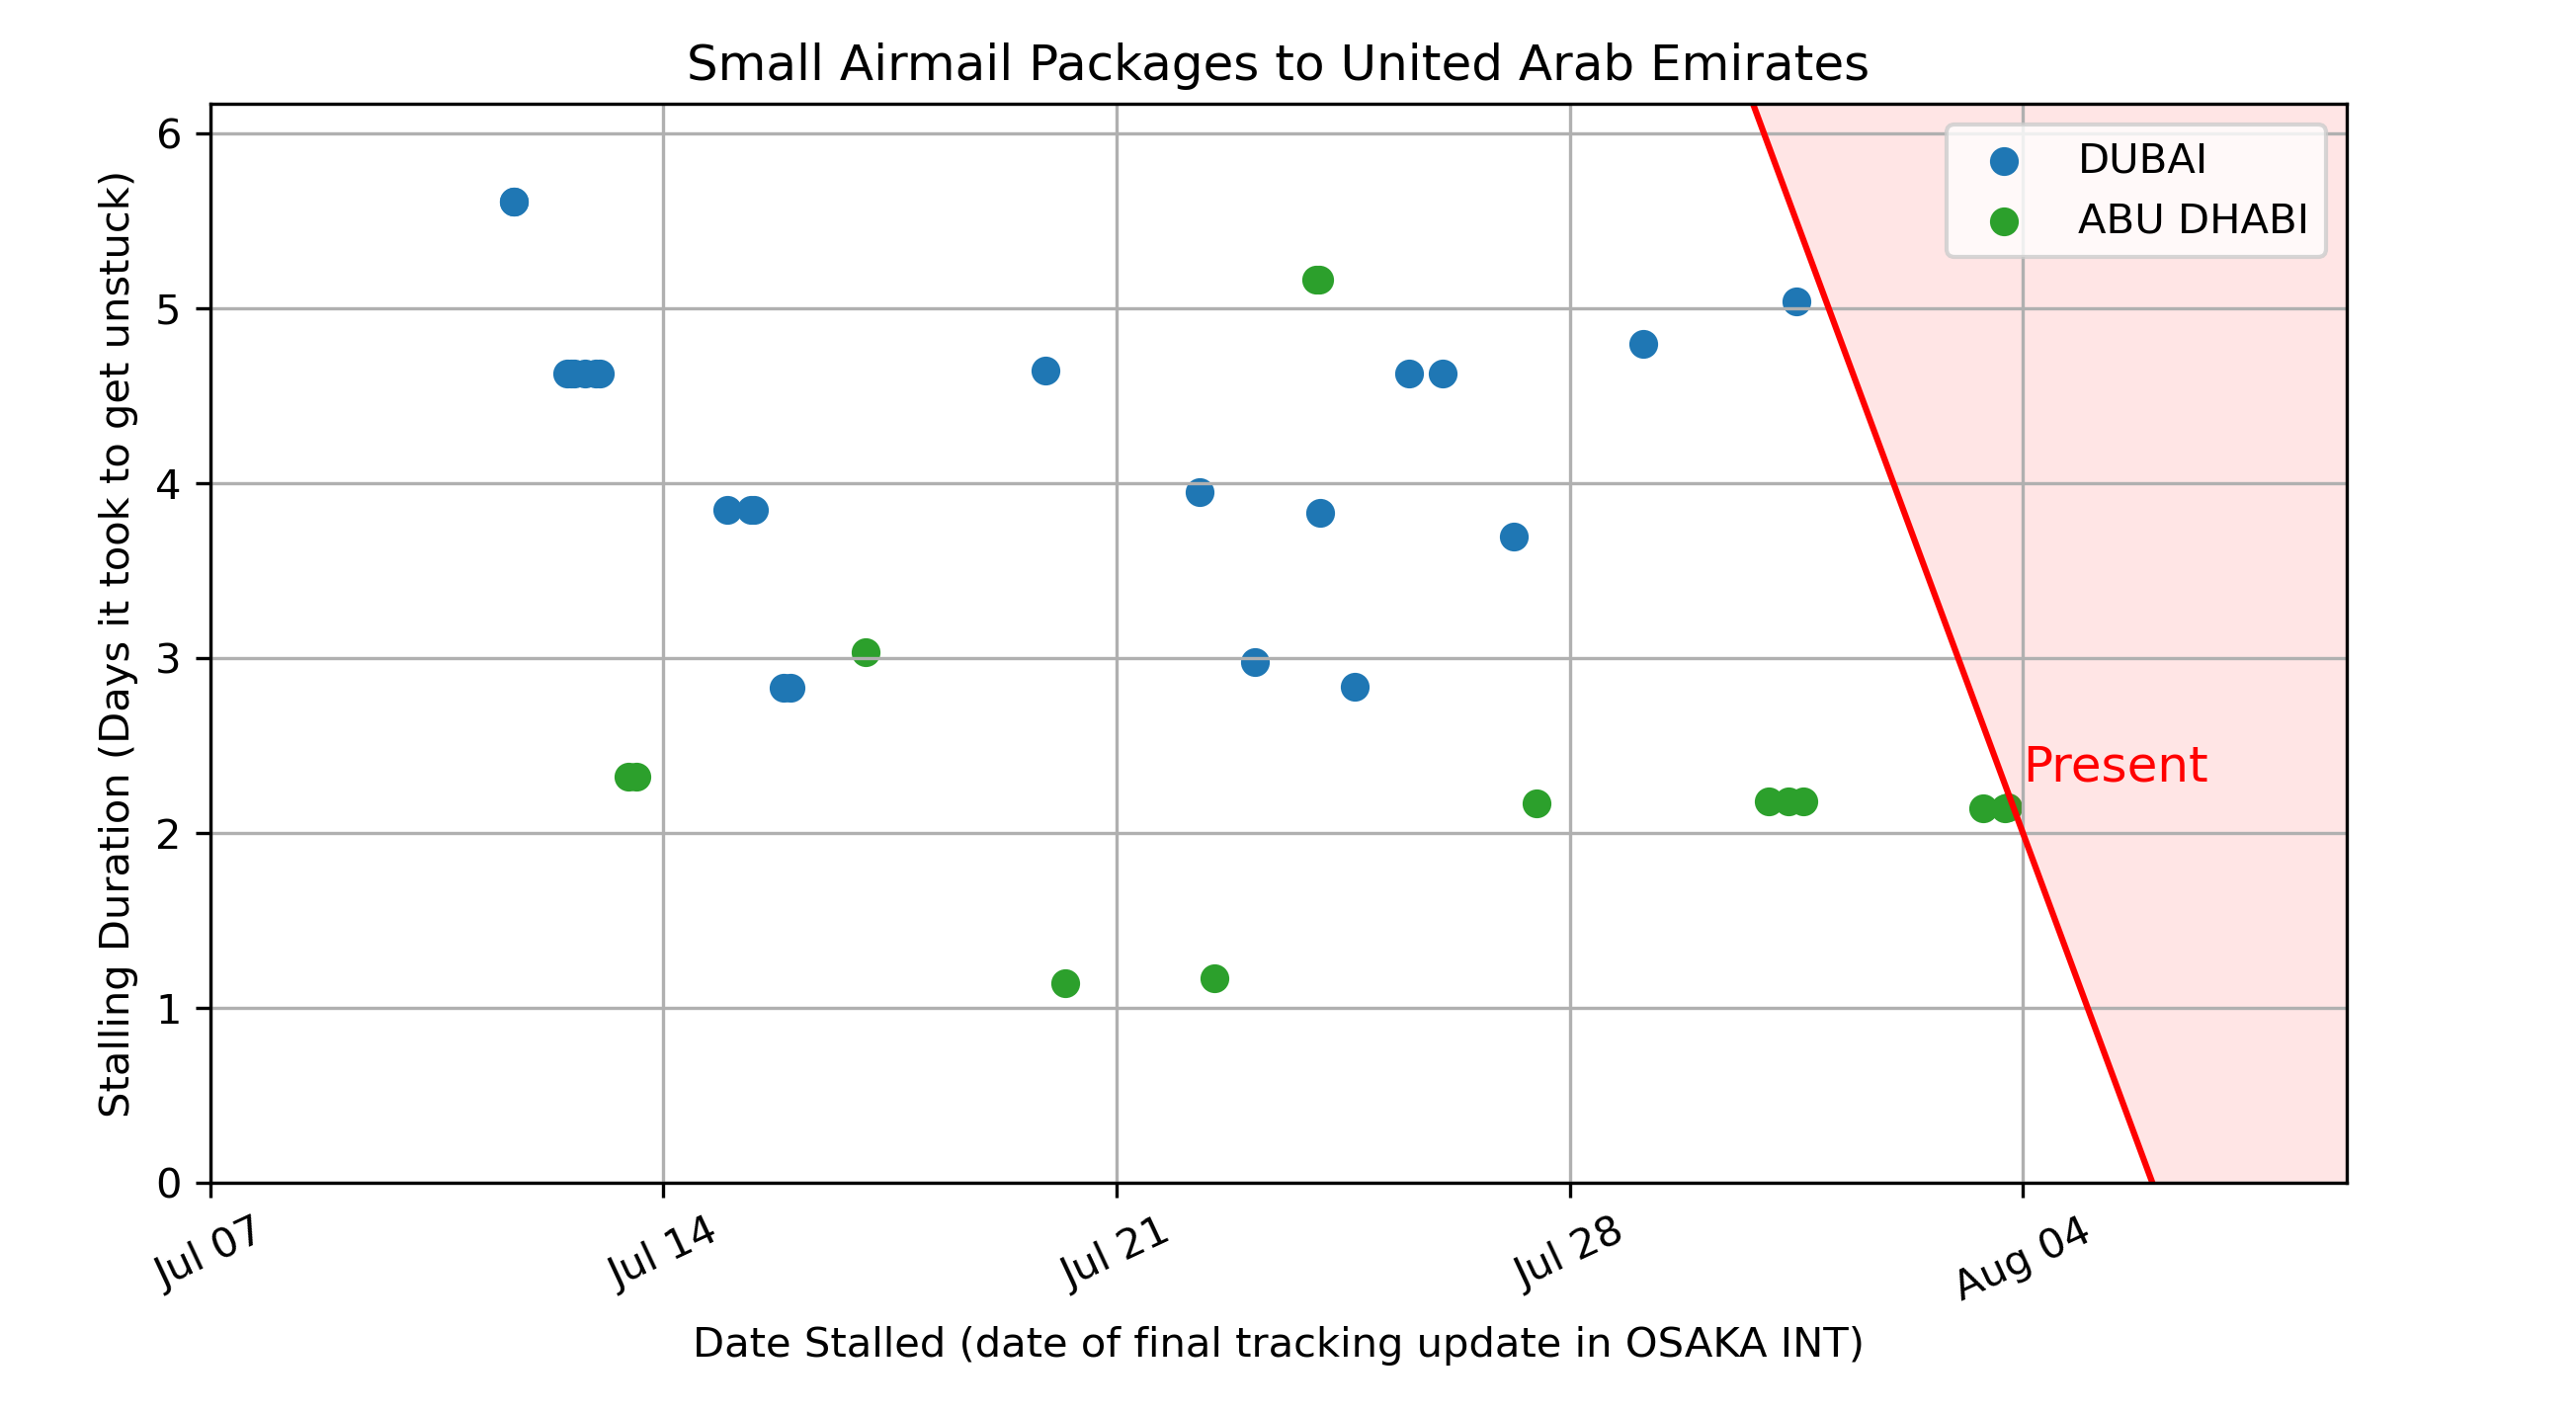 Small Airmail Packages to United Arab Emirates
DUBAI
ABU DHABI
Present
Stalling Duration (Days it took to get unstuck)
6
5
4
3
2
1
0
Jul 07
Jul 14
Jul 21
Jul 28
Aug 04
Date Stalled (date of final tracking update in OSAKA INT)